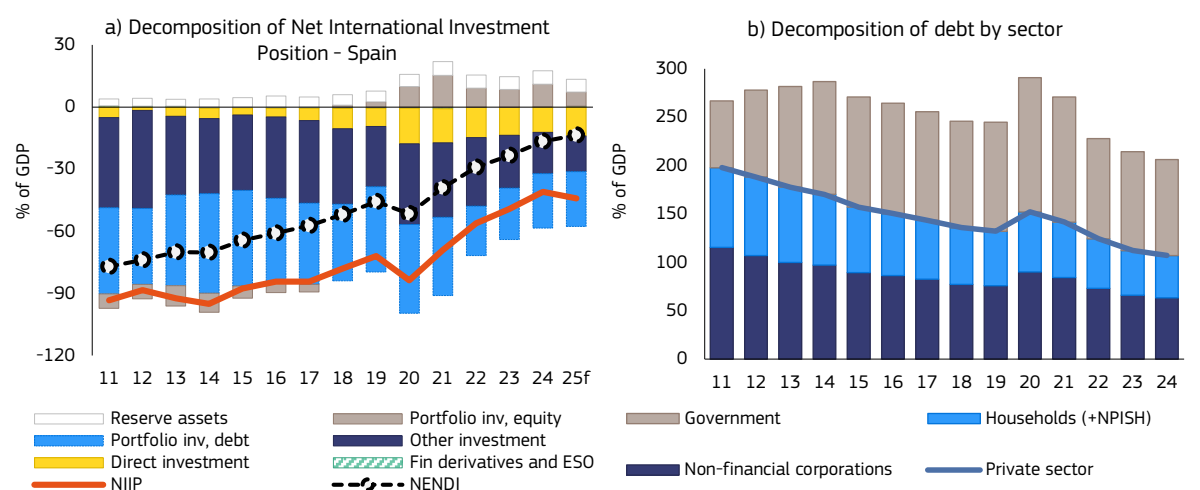 a) Decomposition of Net International Investment
Position - Spain
% of GDP
30
0
-30
-60
-90
-120
11 12 13 14 15 16 17 18 19 20 21 22 23 24 25f
Reserve assets
Portfolio inv, equity
Portfolio inv, debt
Other investment
Direct investment
Fin derivatives and ESO
NIIP
NENDI
b) Decomposition of debt by sector
% of GDP
300
250
200
150
100
50
0
11 12 13 14 15 16 17 18 19 20 21 22 23 24
Government
Households (+NPISH)
Non-financial corporations
Private sector